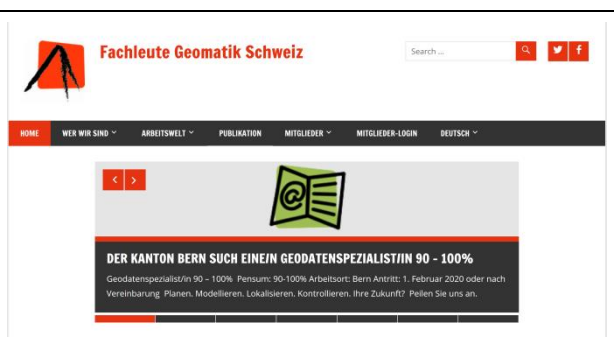 Fachleute Geomatik Schweiz
Search ...
HOME WER WIR SIND ARBEITSWELT PUBLIKATION MITGLIEDER MITGLIEDER-LOGIN DEUTSCH
@
DER KANTON BERN SUCH EINE/N GEODATENSPEZIALIST/IN 90 - 100%
Geodatenspezialist/in 90 – 100% Pensum: 90-100% Arbeitsort: Bern Antritt: 1. Februar 2020 oder nach
Vereinbarung Planen. Modellieren. Lokalisieren. Kontrollieren. Ihre Zukunft? Peilen Sie uns an.